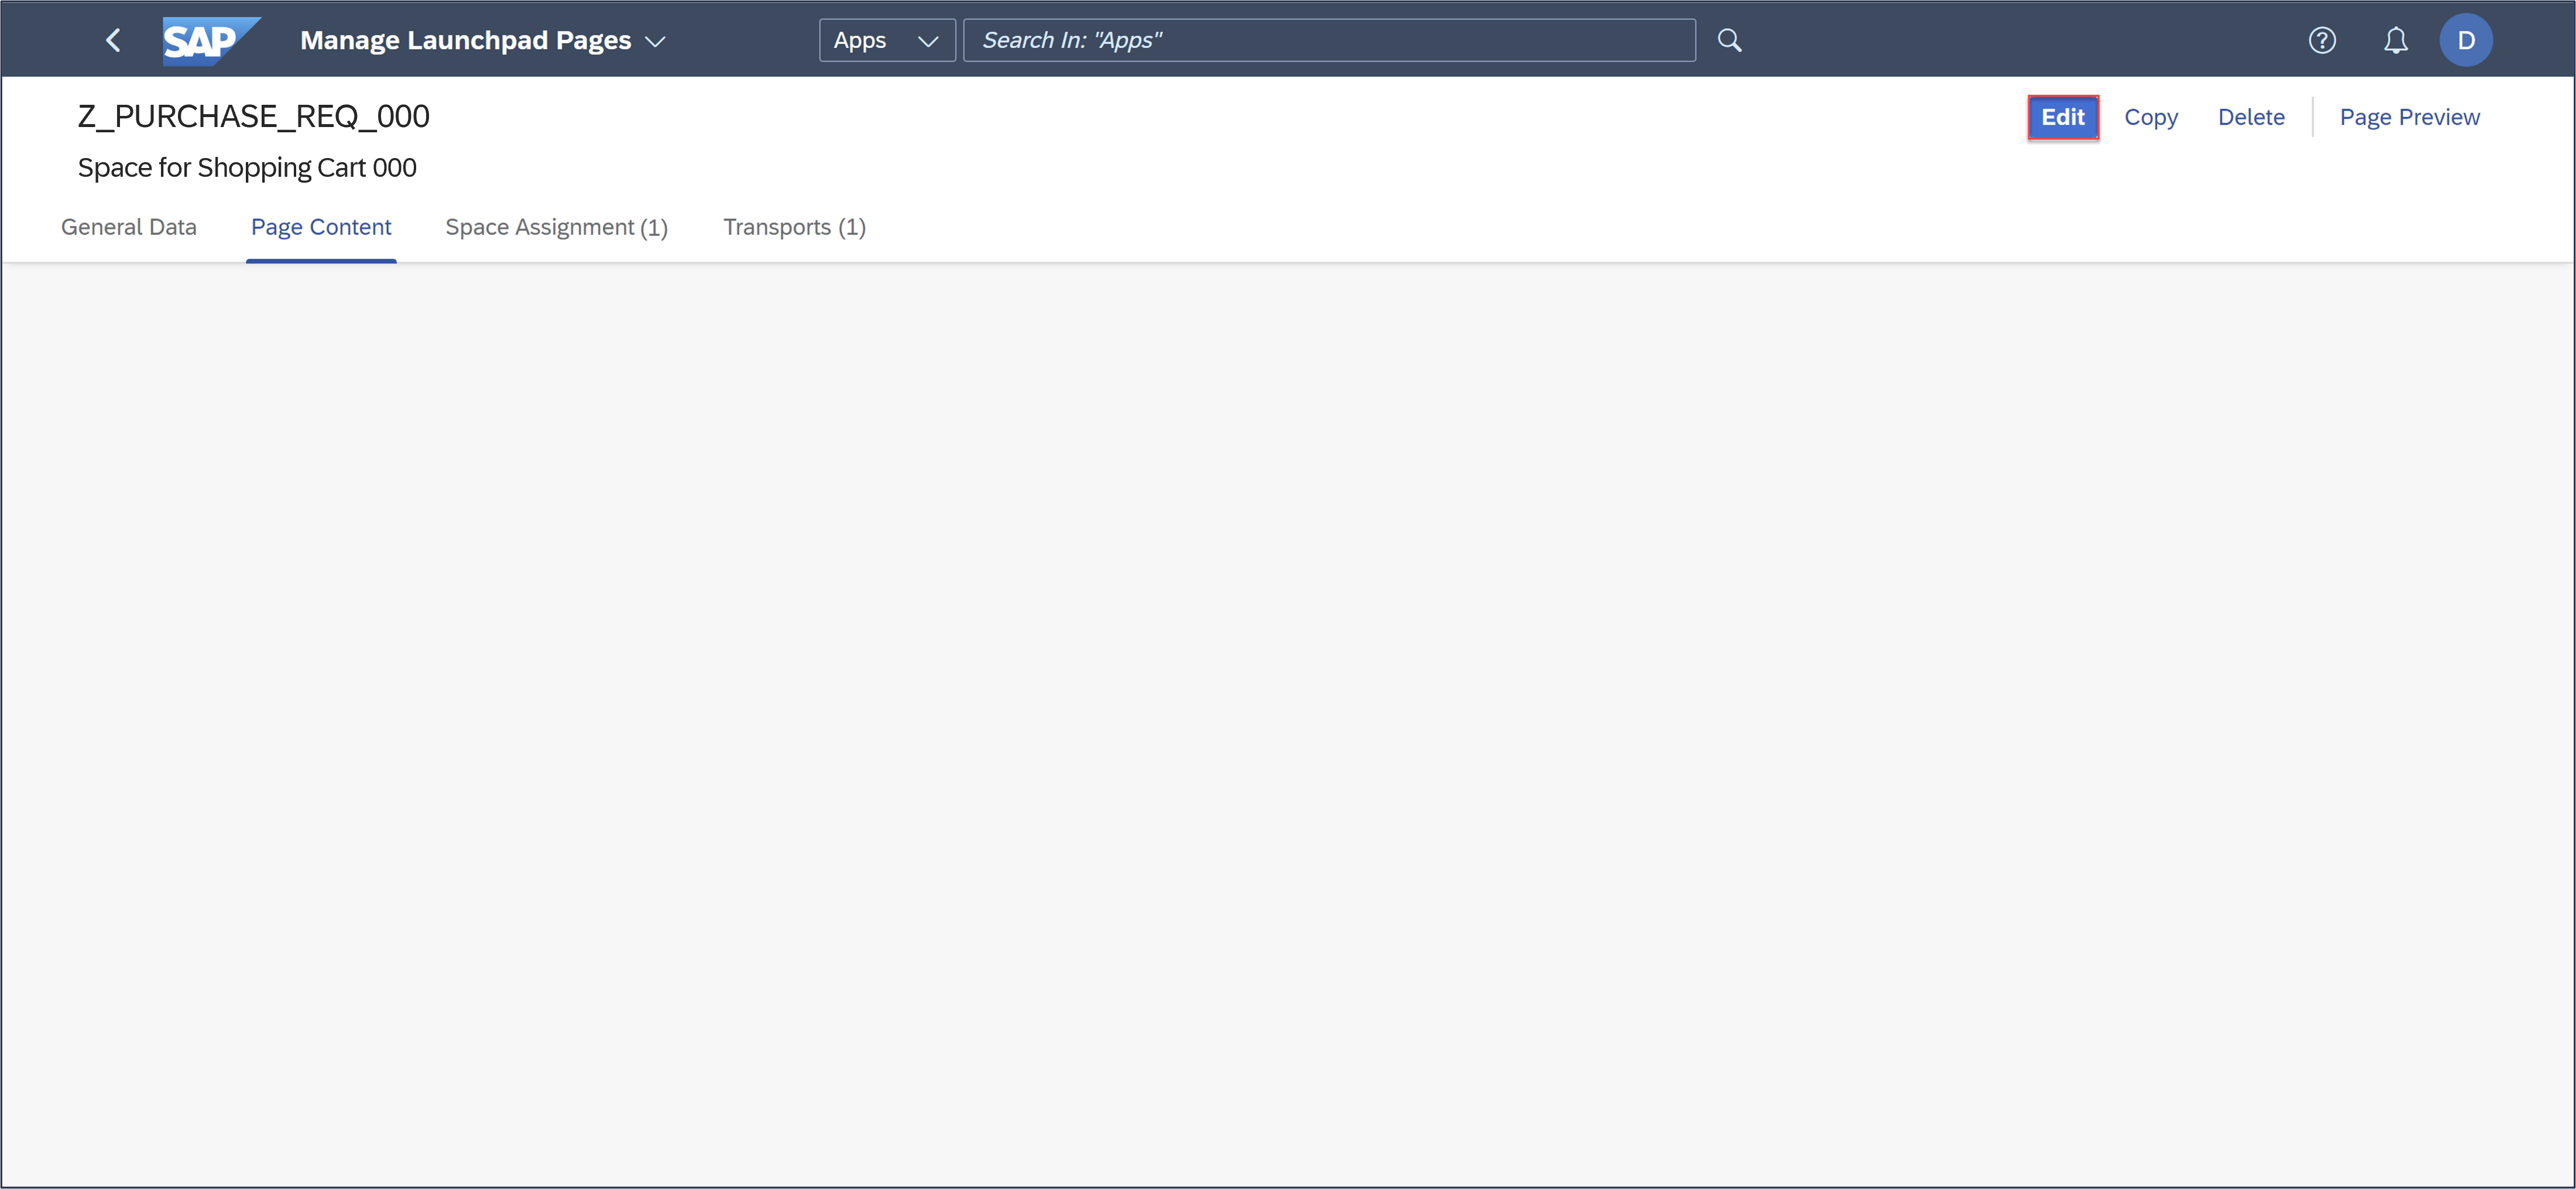 SAP Manage Launchpad Pages Apps Search In: "Apps" D
Z_PURCHASE_REQ_000 Edit Copy Delete Page Preview
Space for Shopping Cart 000
General Data Page Content Space Assignment (1) Transports (1)